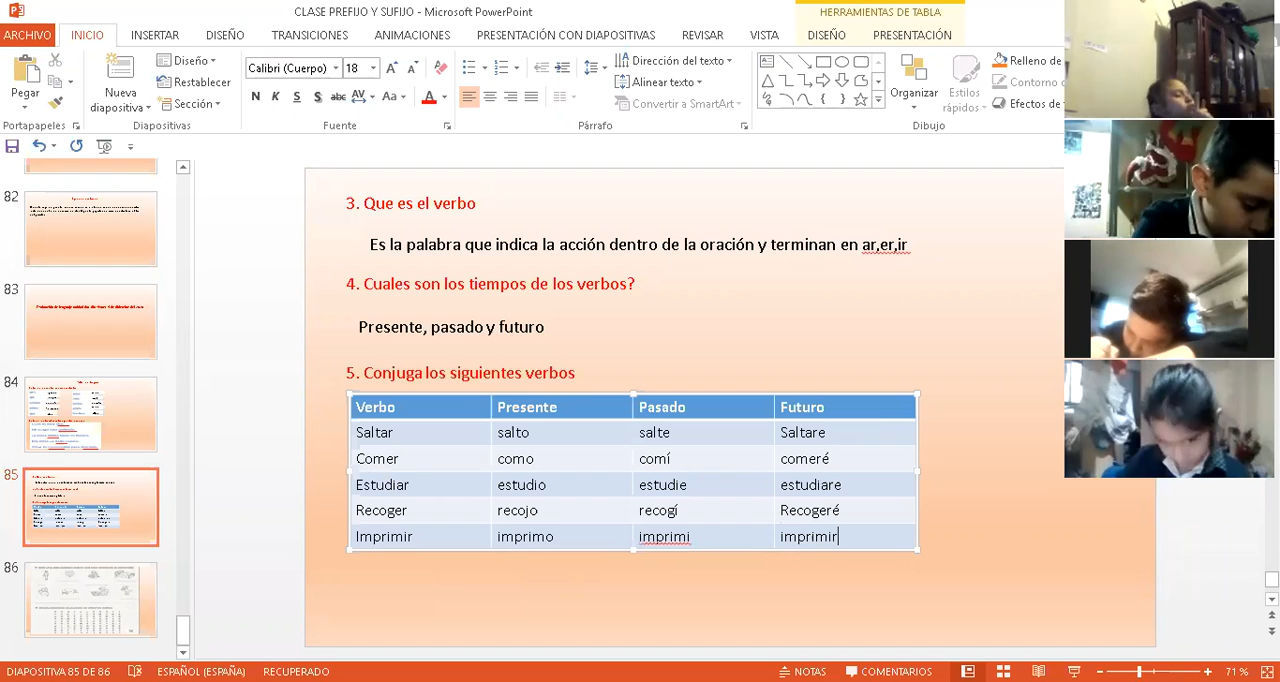 CLASE PREFIJO Y SUFIJO - Microsoft PowerPoint
HERRAMIENTAS DE TABLA
ARCHIVO INICIO INSERTAR DISEÑO TRANSICIONES ANIMACIONES PRESENTACIÓN CON DIAPOSITIVAS REVISAR VISTA DISEÑO PRESENTACIÓN
Pegar
Nueva diapositiva
Diseño
Restablecer
Sección
Calibri (Cuerpo) 18
N K S S abc AV Aa A
Dirección del texto
Alinear texto
Convertir a SmartArt
Organizar
Estilos rápidos
Relleno de
Contorno
Efectos de
Portapapeles Diapositivas Fuente Párrafo Dibujo
82
83
84
85
86
3. Que es el verbo
Es la palabra que indica la acción dentro de la oración y terminan en ar,er,ir
4. Cuales son los tiempos de los verbos?
Presente, pasado y futuro
5. Conjuga los siguientes verbos
Verbo Presente Pasado Futuro
Saltar salto salte Saltare
Comer como comí comeré
Estudiar estudio estudie estudiare
Recoger recojo recogí Recogeré
Imprimir imprimo imprimi imprimir
DIAPOSITIVA 85 DE 86 ESPAÑOL (ESPAÑA) RECUPERADO NOTAS COMENTARIOS 71 %